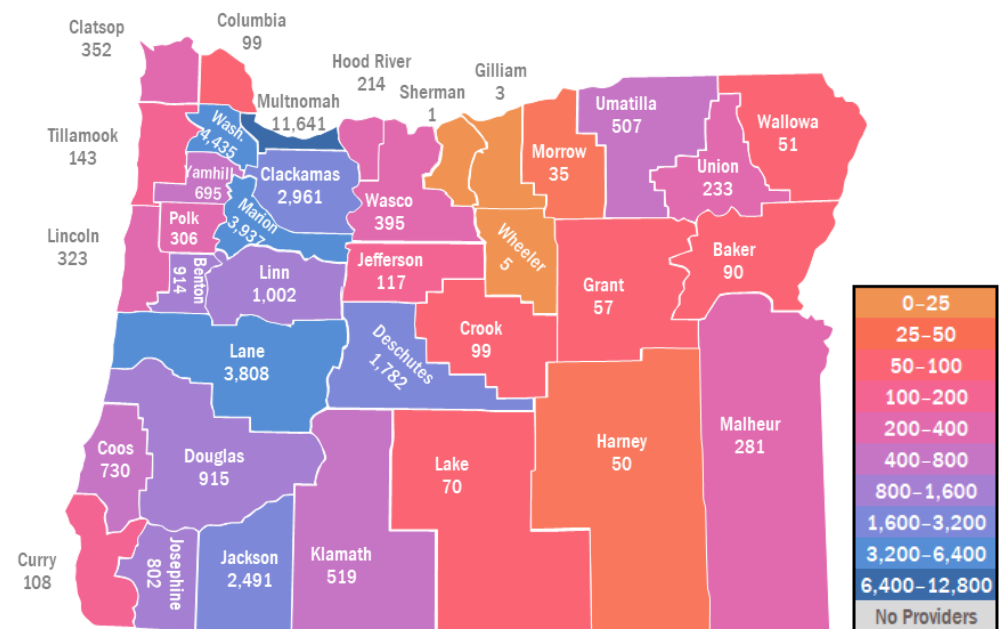 Clatsop
352
Columbia
99
Hood River
214
Gilliam
3
Sherman
1
Multnomah
11,641
Wash.
4,435
Tillamook
143
Yamhill
695
Clackamas
2,961
Marion
3,937
Polk
306
Lincoln
323
Benton
914
Linn
1,002
Wasco
395
Jefferson
117
Morrow
35
Umatilla
507
Union
233
Wallowa
51
Wheeler
5
Grant
57
Baker
90
Lane
3,808
Deschutes
1,782
Crook
99
Coos
730
Douglas
915
Lake
70
Harney
50
Malheur
281
Curry
108
Josephine
802
Jackson
2,491
Klamath
519
0–25
25–50
50–100
100–200
200–400
400–800
800–1,600
1,600–3,200
3,200–6,400
6,400–12,800
No Providers